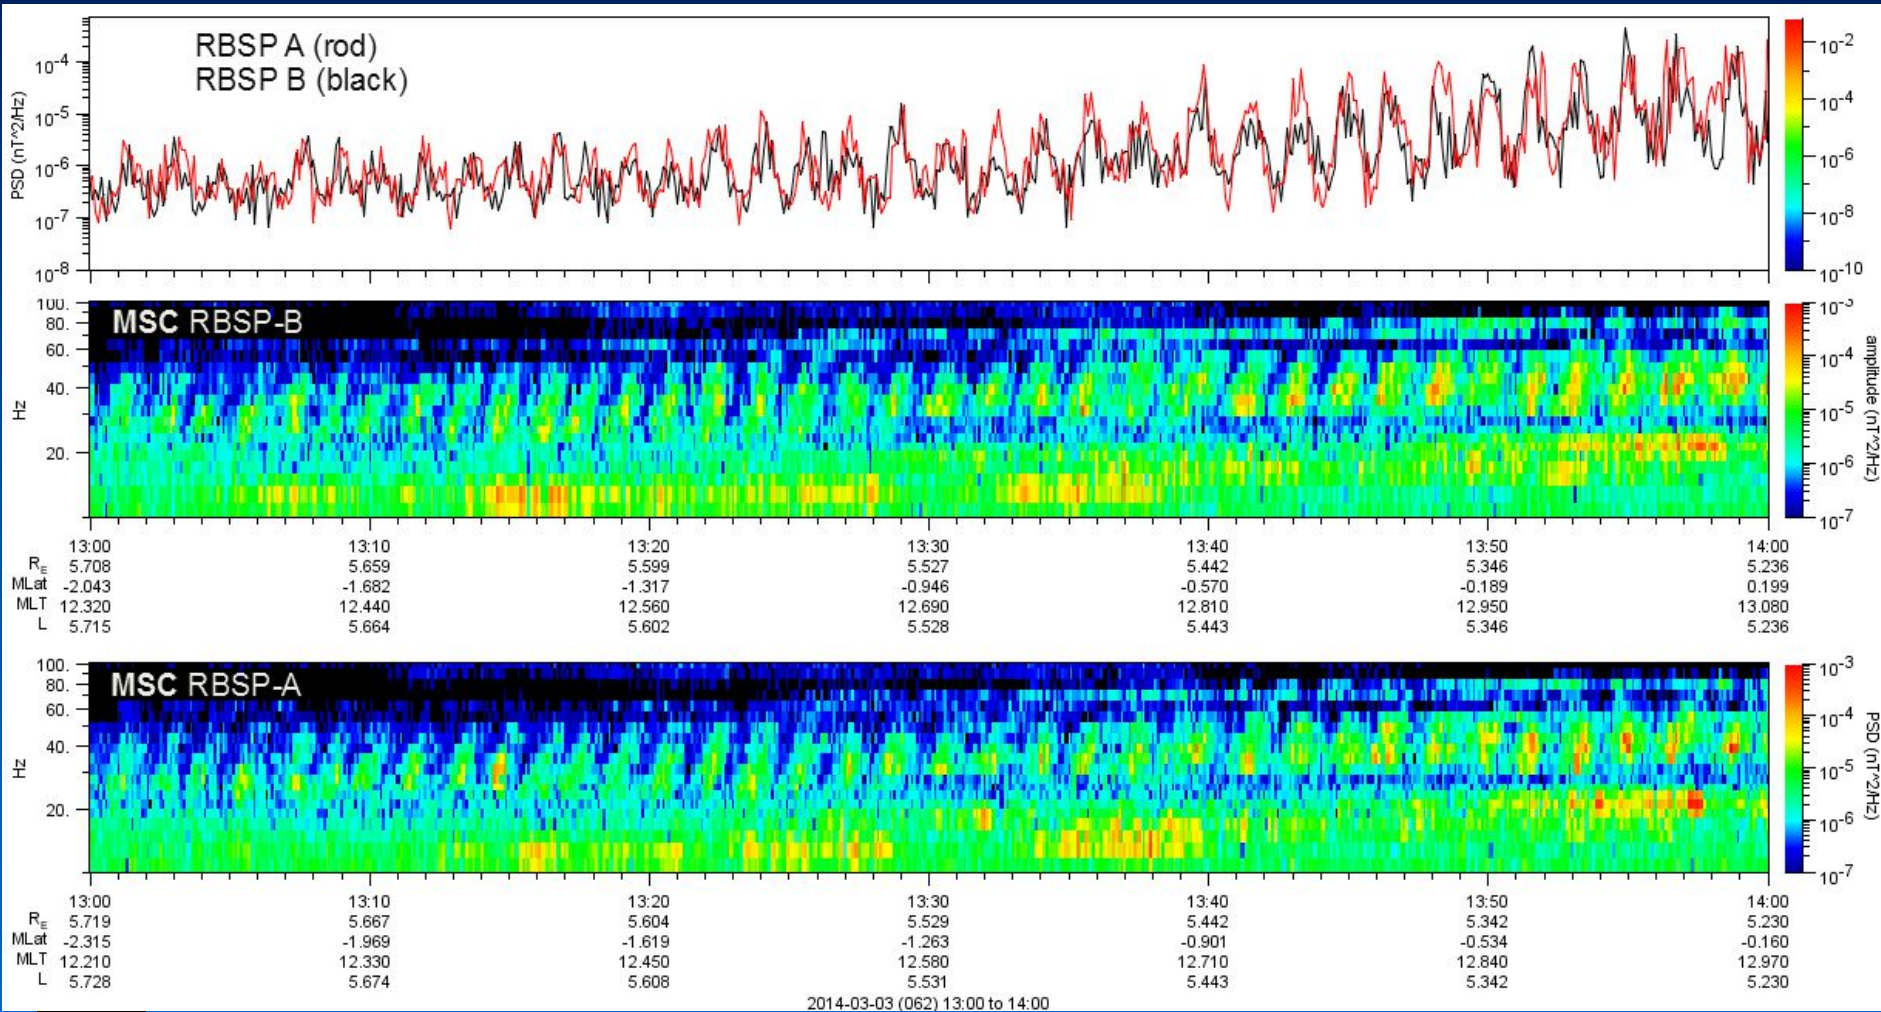 RBSP A (rod)
RBSP B (black)
PSD (nT^2/Hz)
10-4
10-5
10-6
10-7
10-8
10-2
10-4
10-6
10-8
10-10
MSC RBSP-B
Hz
100.
80.
60.
40.
20.
10-3
10-4
10-5
10-6
10-7
amplitude (nT^2/Hz)
13:00 13:10 13:20 13:30 13:40 13:50 14:00
RE 5.708 5.659 5.599 5.527 5.442 5.346 5.236
MLat -2.043 -1.682 -1.317 -0.946 -0.570 -0.189 0.199
MLT 12.320 12.440 12.560 12.690 12.810 12.950 13.080
L 5.715 5.664 5.602 5.528 5.443 5.346 5.236
MSC RBSP-A
Hz
100.
80.
60.
40.
20.
10-3
10-4
10-5
10-6
10-7
PSD (nT^2/Hz)
13:00 13:10 13:20 13:30 13:40 13:50 14:00
RE 5.719 5.667 5.604 5.529 5.442 5.342 5.230
MLat -2.315 -1.969 -1.619 -1.263 -0.901 -0.534 -0.160
MLT 12.210 12.330 12.450 12.580 12.710 12.840 12.970
L 5.728 5.674 5.608 5.531 5.443 5.342 5.230
2014-03-03 (062) 13:00 to 14:00